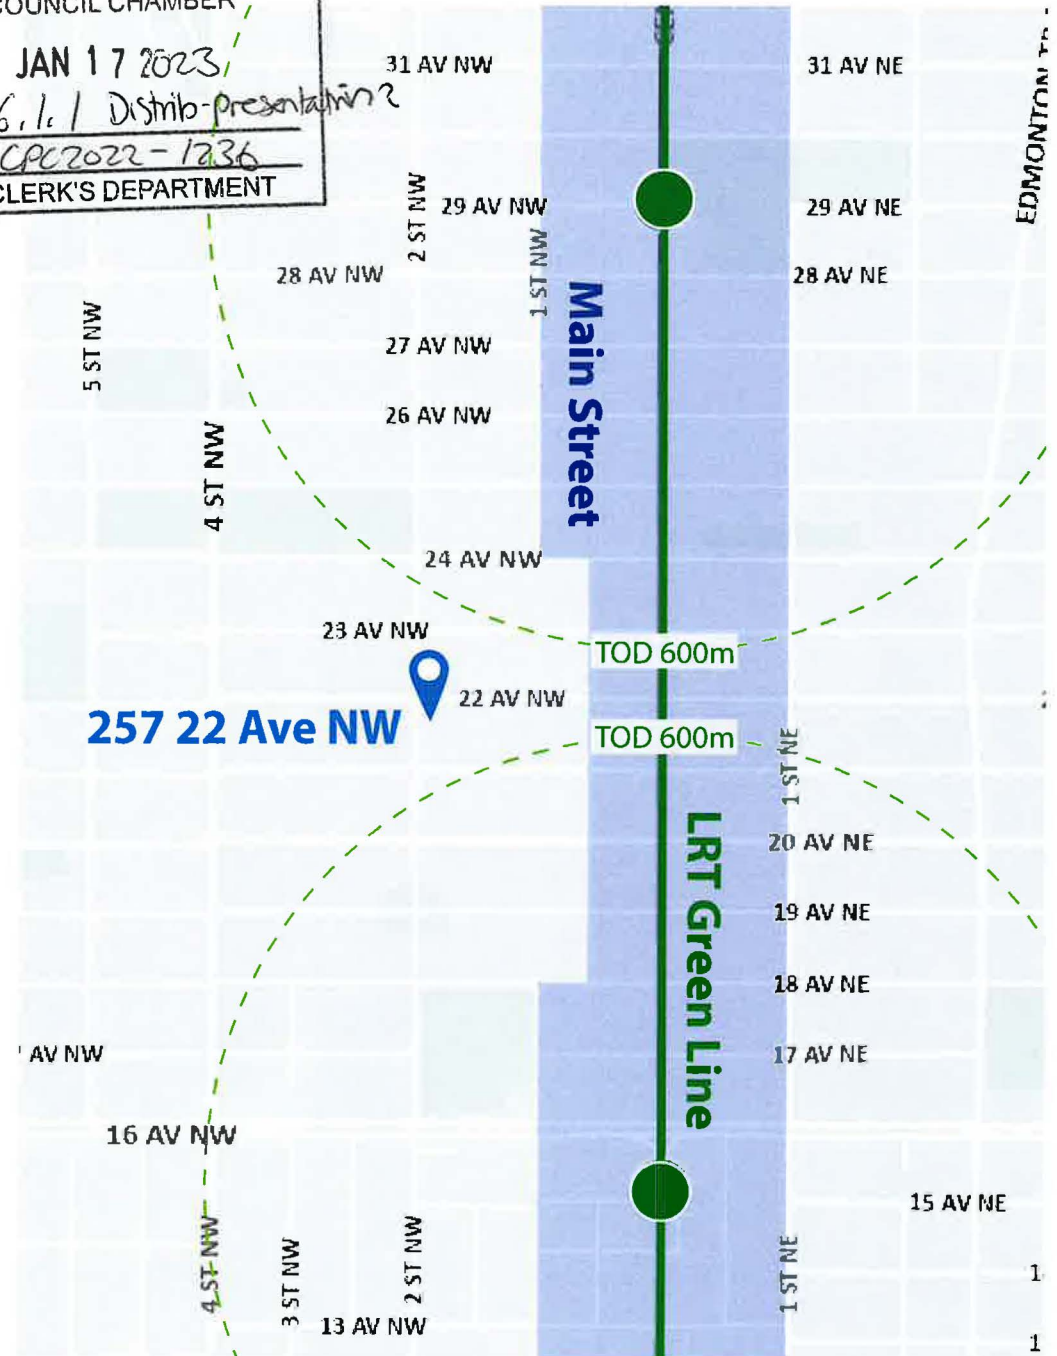 COUNCIL CHAMBER
JAN 17 2023
6.1.1 Distrib-presentation 2
CPC2022-1236
CLERK'S DEPARTMENT
31 AV NW
31 AV NE
EDMONTON TR
2 ST NW
29 AV NW
29 AV NE
1 ST NW
28 AV NW
28 AV NE
5 ST NW
Main Street
27 AV NW
26 AV NW
4 ST NW
24 AV NW
23 AV NW
TOD 600m
22 AV NW
257 22 Ave NW
TOD 600m
1 ST NE
LRT Green Line
20 AV NE
19 AV NE
18 AV NE
AV NW
17 AV NE
16 AV NW
15 AV NE
4 ST NW
3 ST NW
2 ST NW
1 ST NE
13 AV NW
1
1